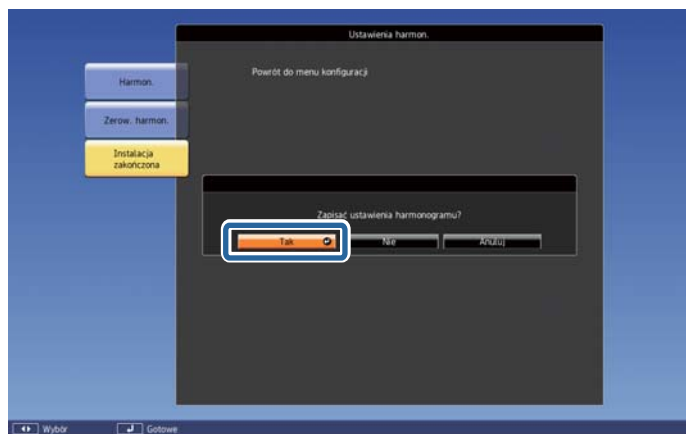 Ustawienia harmon.
Powrót do menu konfiguracji
Harmon.
Zerow. harmon.
Instalacja
zakończona
Zapisać ustawienia harmonogramu?
Tak Nie Anuluj
Wybór Gotowe